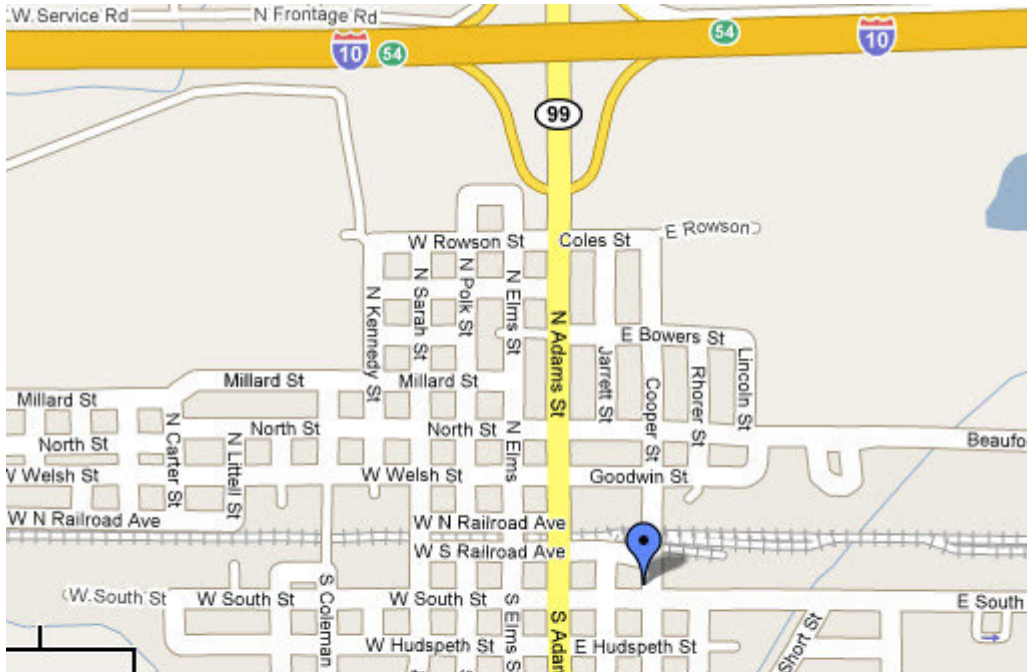 W Service Rd
N Frontage Rd
10
54
54
10
99
W Rowson St
Coles St
E Rowson
N Kennedy St
N Sarah St
N Polk St
N Elms St
N Adams St
E Bowers St
Jarrett St
Cooper St
Rhorer St
Lincoln St
Millard St
Millard St
Millard St
N Carter St
North St
N Littell St
North St
North St
N Elms
Beaufo
W Welsh St
W Welsh St
Goodwin St
W N Railroad Ave
W N Railroad Ave
W S Railroad Ave
W South St
W South St
W South St
S Coleman
S Elms S
S Adar
E South
W Hudspeth St
E Hudspeth St
Short St